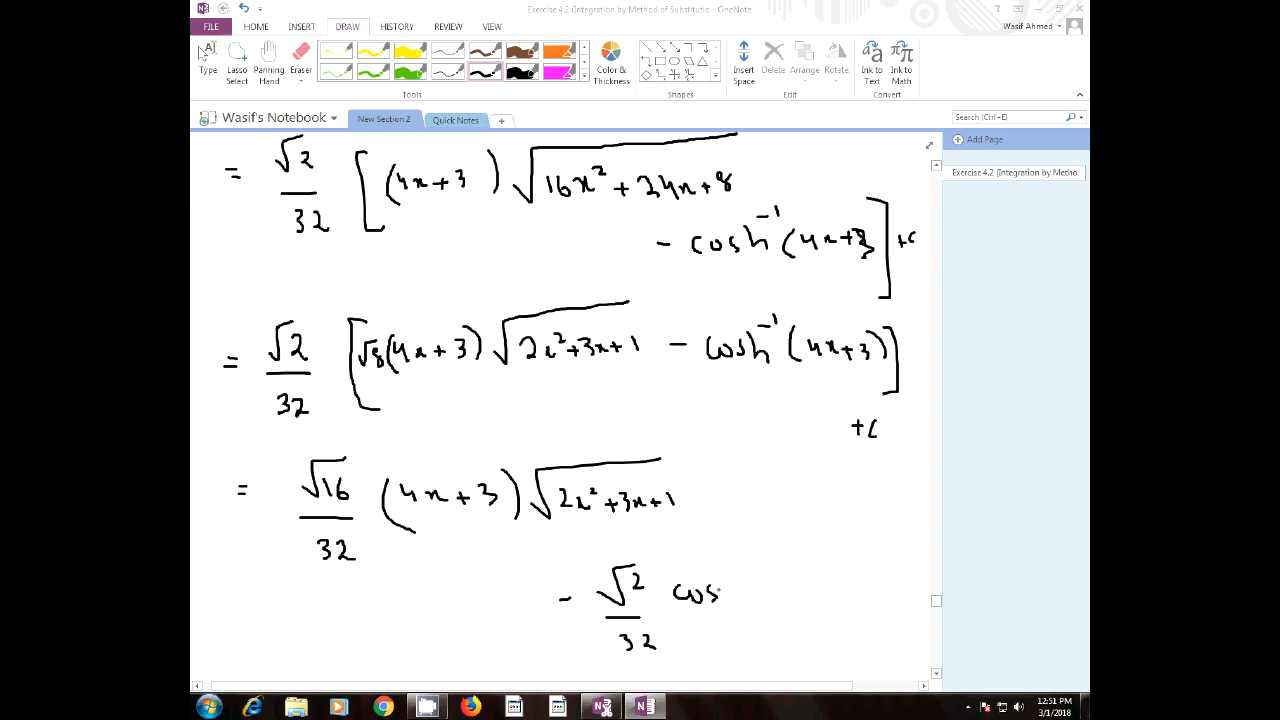 Exercise 4.2 (Integration by Method of Substitutio - OneNote
FILE HOME INSERT DRAW HISTORY REVIEW VIEW Wasif Ahmed
Type Lasso Select Panning Hand Eraser Color & Thickness Insert Space Delete Arrange Rotate Ink to Text Ink to Math
Tools Shapes Edit Convert
Wasif's Notebook New Section 2 Quick Notes + Search (Ctrl+E)
Add Page
Exercise 4.2 (Integration by Metho
= √2/32 [(4x+3) √(16x² + 24x + 8)
- cosh⁻¹(4x+3)] +c
= √2/32 [√8(4x+3) √(2x²+3x+1) - cosh⁻¹(4x+3)]
+c
= √16/32 (4x+3) √(2x²+3x+1)
- √2/32 cos
12:51 PM
3/1/2018